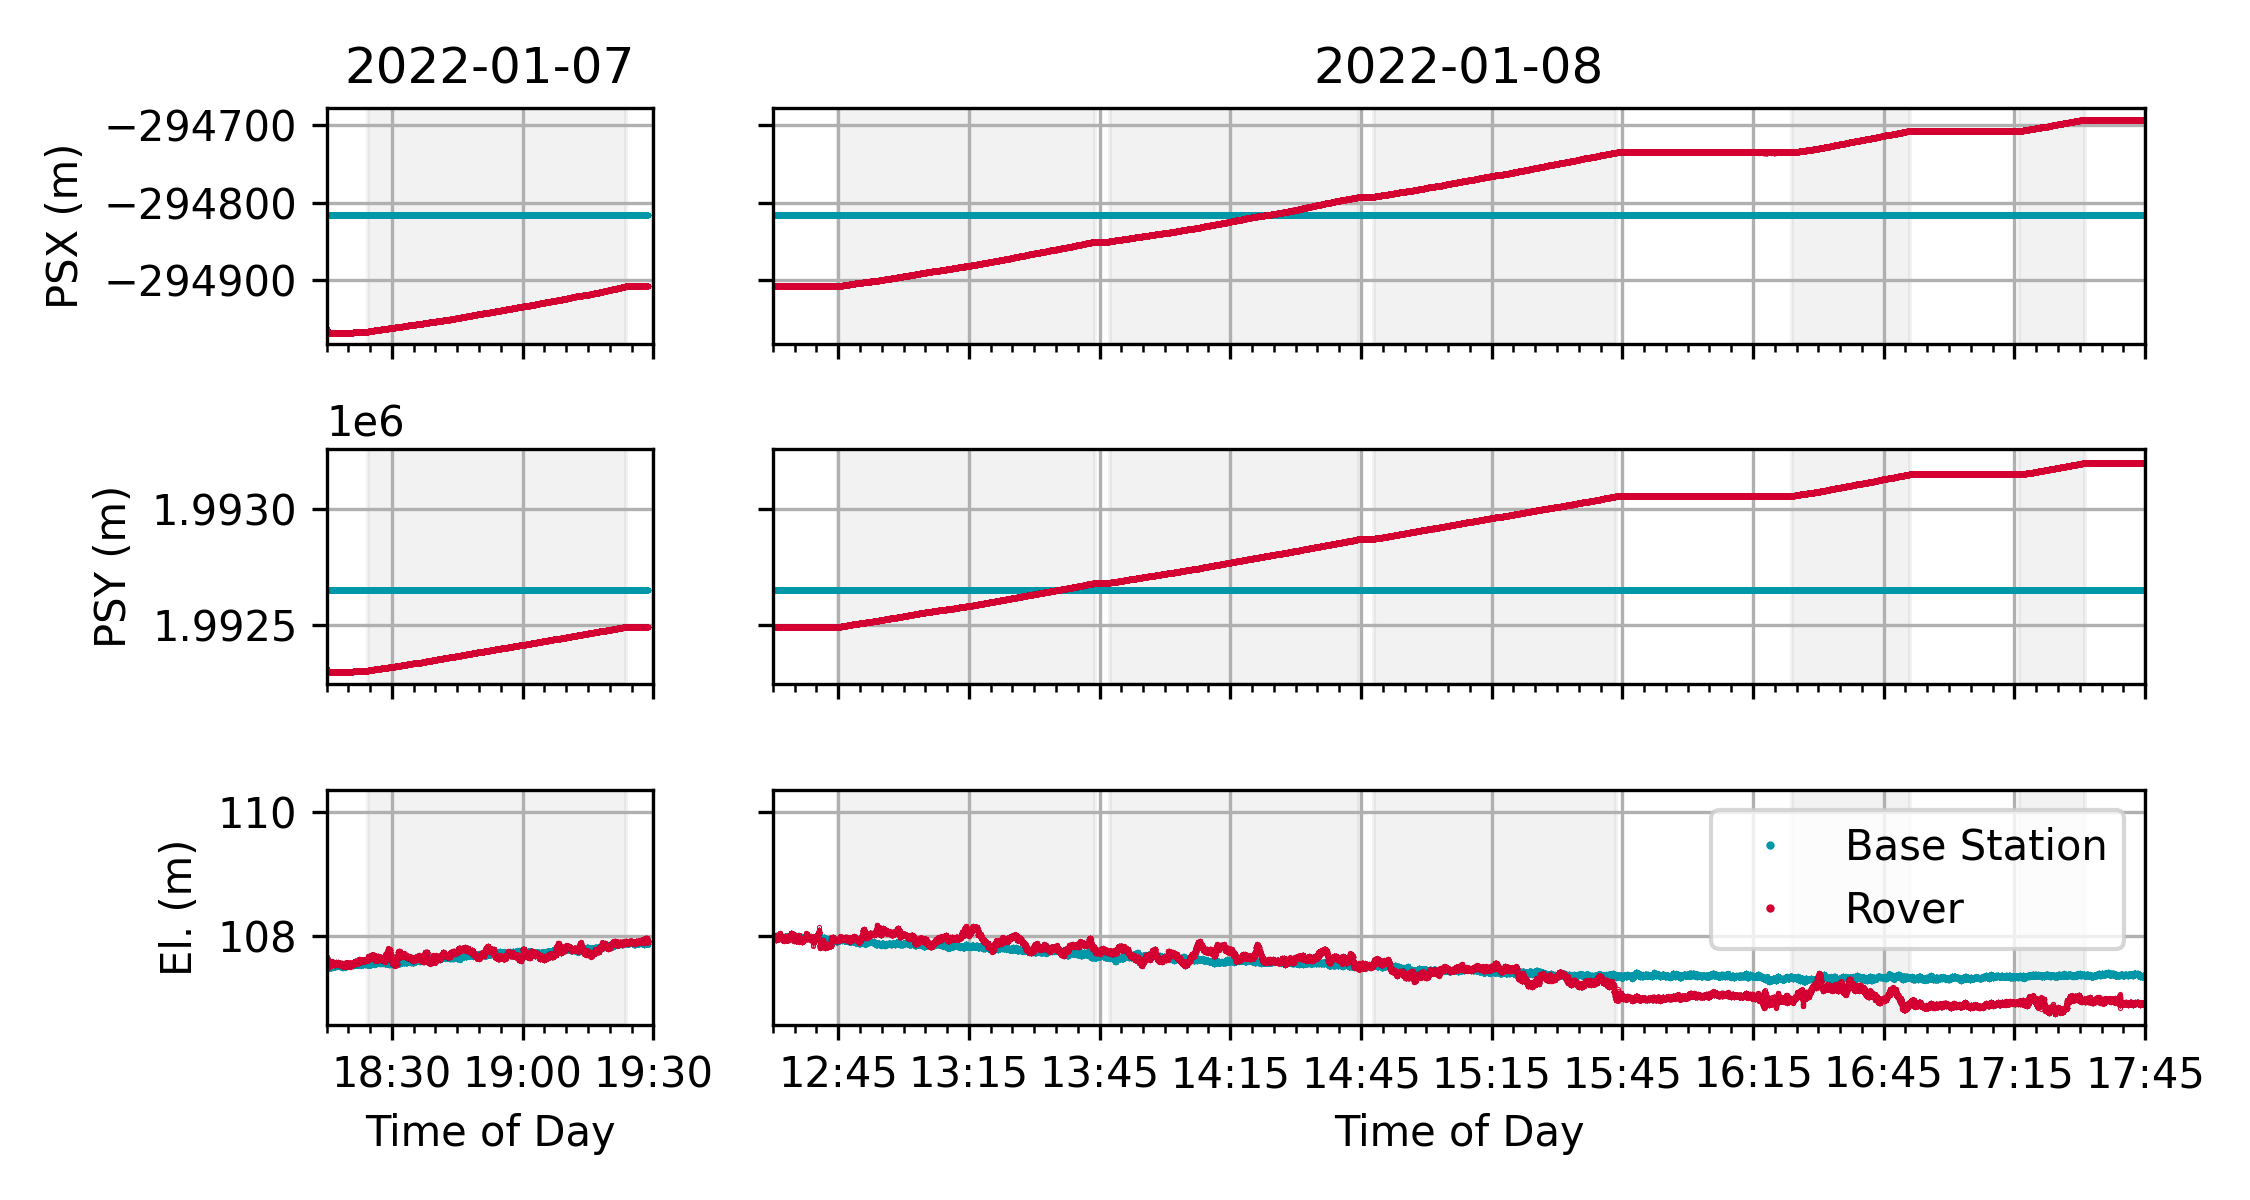 2022-01-07
2022-01-08
PSX (m)
−294700
−294800
−294900
1e6
PSY (m)
1.9930
1.9925
El. (m)
110
108
Base Station
Rover
18:30 19:00 19:30
12:45 13:15 13:45 14:15 14:45 15:15 15:45 16:15 16:45 17:15 17:45
Time of Day
Time of Day